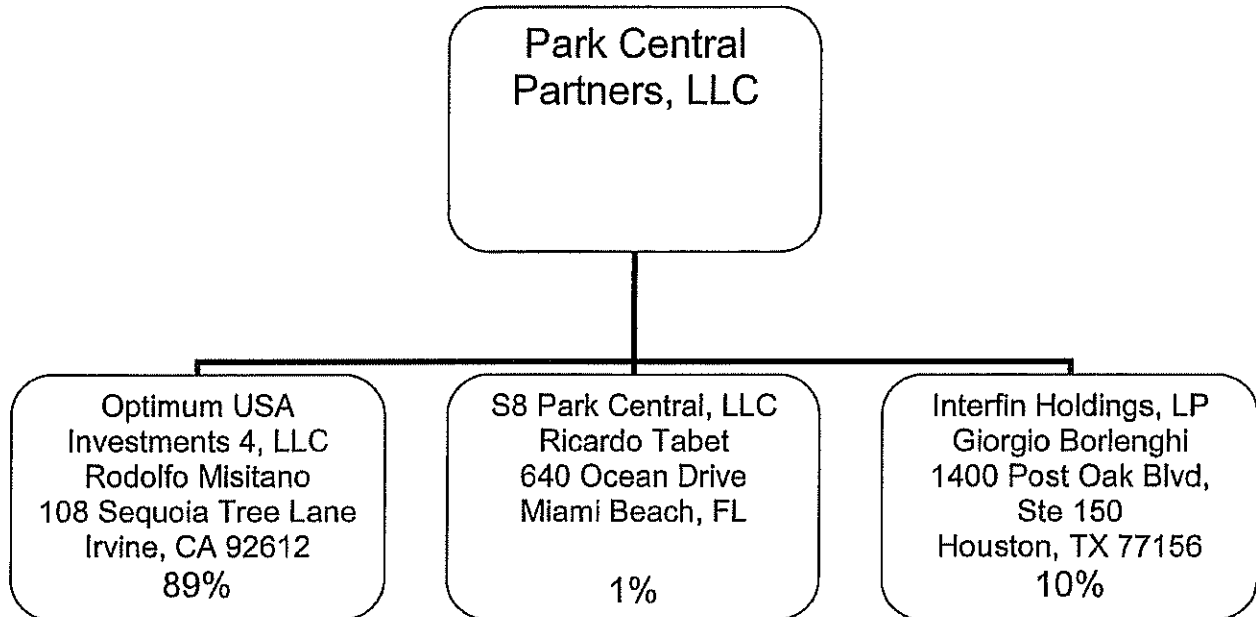 Park Central
Partners, LLC
Optimum USA
Investments 4, LLC
Rodolfo Misitano
108 Sequoia Tree Lane
Irvine, CA 92612
89%
S8 Park Central, LLC
Ricardo Tabet
640 Ocean Drive
Miami Beach, FL
1%
Interfin Holdings, LP
Giorgio Borlenghi
1400 Post Oak Blvd,
Ste 150
Houston, TX 77156
10%